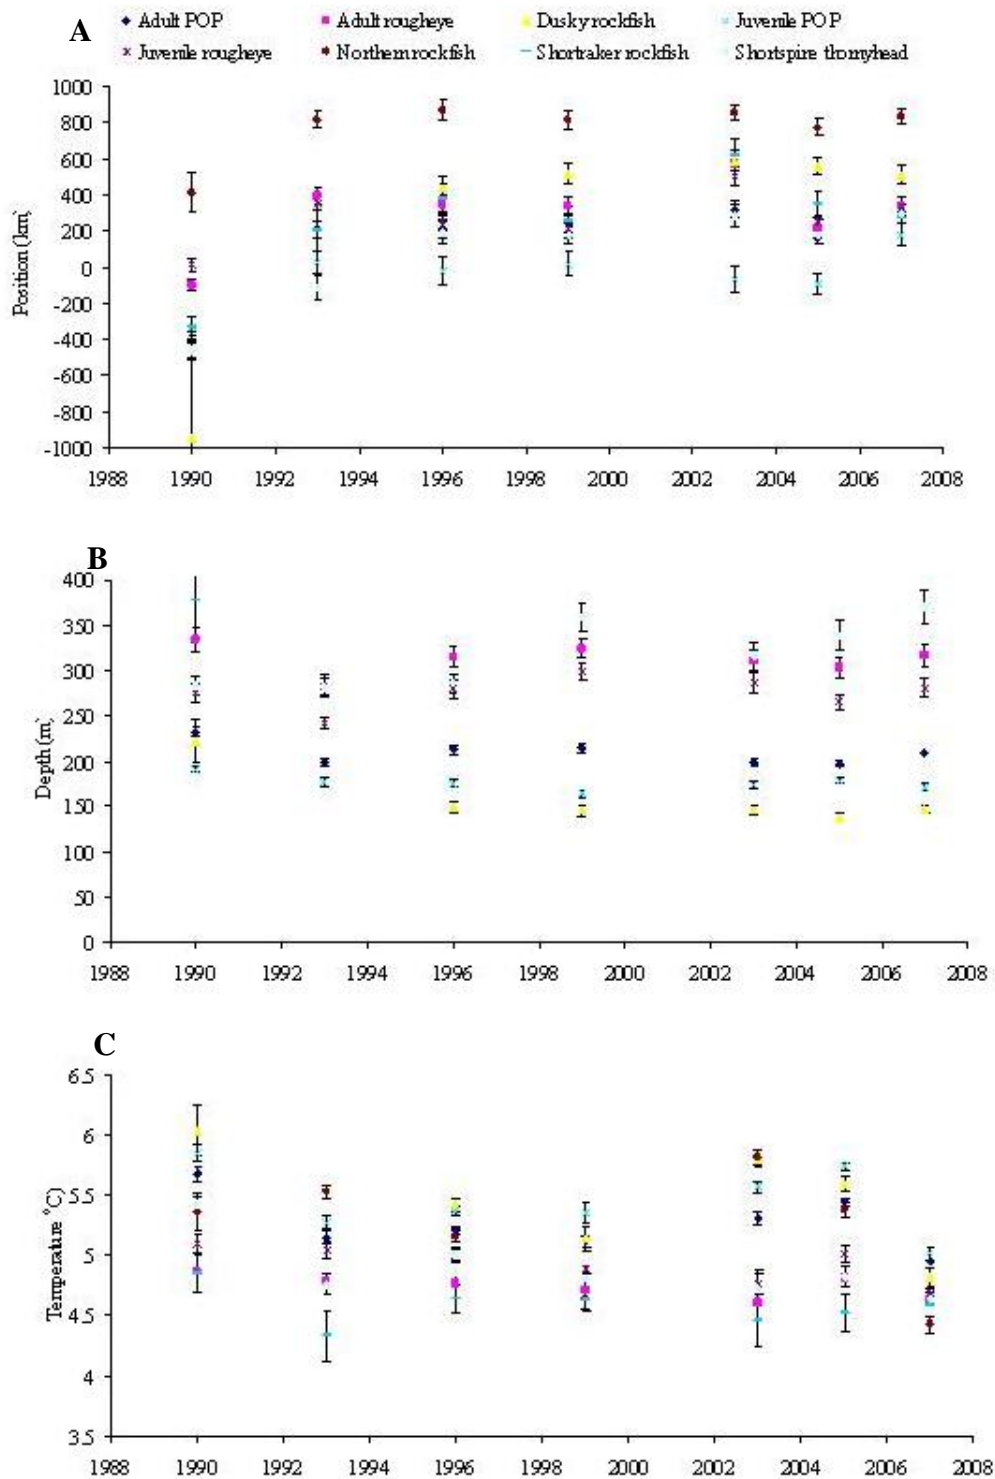 A
Adult POP Adult rougheye Dusky rockfish Juvenile POP
Juvenile rougheye Northern rockfish Shortraker rockfish Shortspire thornyhead
1000
800
600
400
200
0
-200
-400
-600
-800
-1000
Position (km)
1988 1990 1992 1994 1996 1998 2000 2002 2004 2006 2008
B
400
350
300
250
200
150
100
50
0
Depth (m)
1988 1990 1992 1994 1996 1998 2000 2002 2004 2006 2008
C
6.5
6
5.5
5
4.5
4
3.5
Temperature °C)
1988 1990 1992 1994 1996 1998 2000 2002 2004 2006 2008